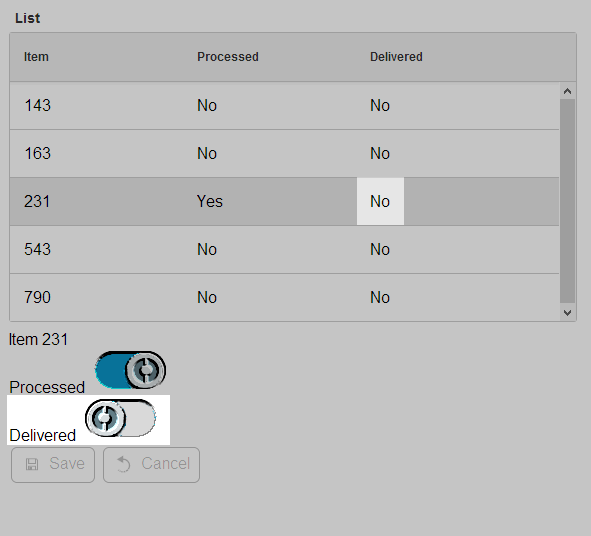 List
Item Processed Delivered
143 No No
163 No No
231 Yes No
543 No No
790 No No
Item 231
Processed
Delivered
Save Cancel